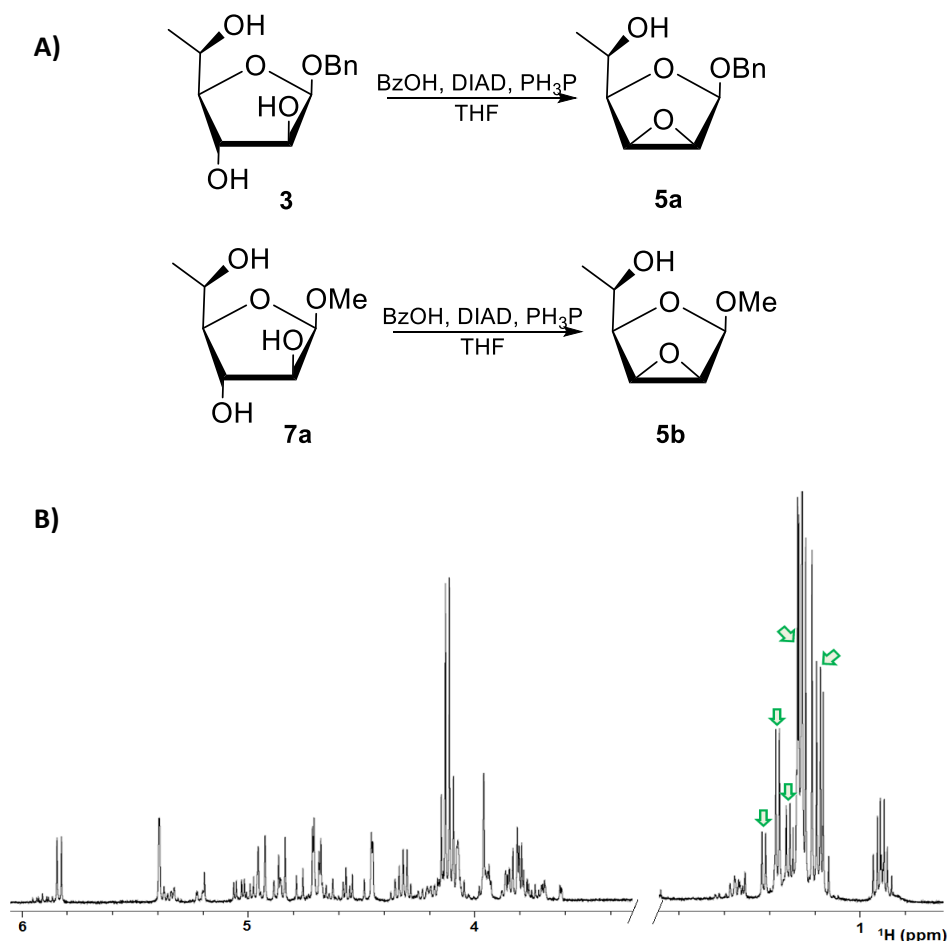 A)
OH
O
OBn
HO
OH
3
BzOH, DIAD, PH3P
THF
OH
O
OBn
O
5a
OH
O
OMe
HO
OH
7a
BzOH, DIAD, PH3P
THF
OH
O
OMe
O
5b
B)
6
5
4
1
¹H (ppm)